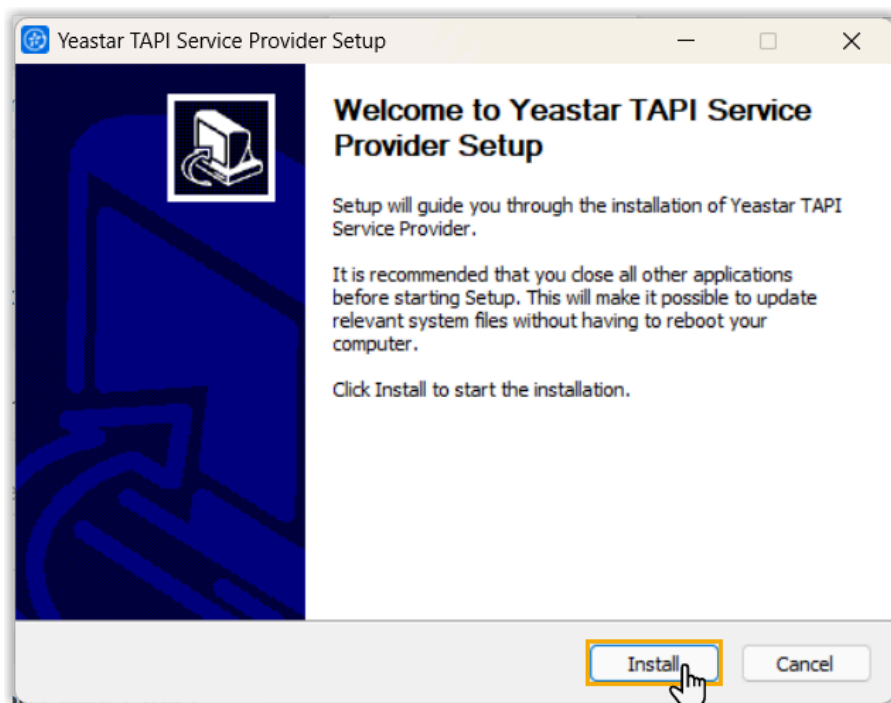 Yeastar TAPI Service Provider Setup
Welcome to Yeastar TAPI Service
Provider Setup
Setup will guide you through the installation of Yeastar TAPI
Service Provider.
It is recommended that you close all other applications
before starting Setup. This will make it possible to update
relevant system files without having to reboot your
computer.
Click Install to start the installation.
Install
Cancel